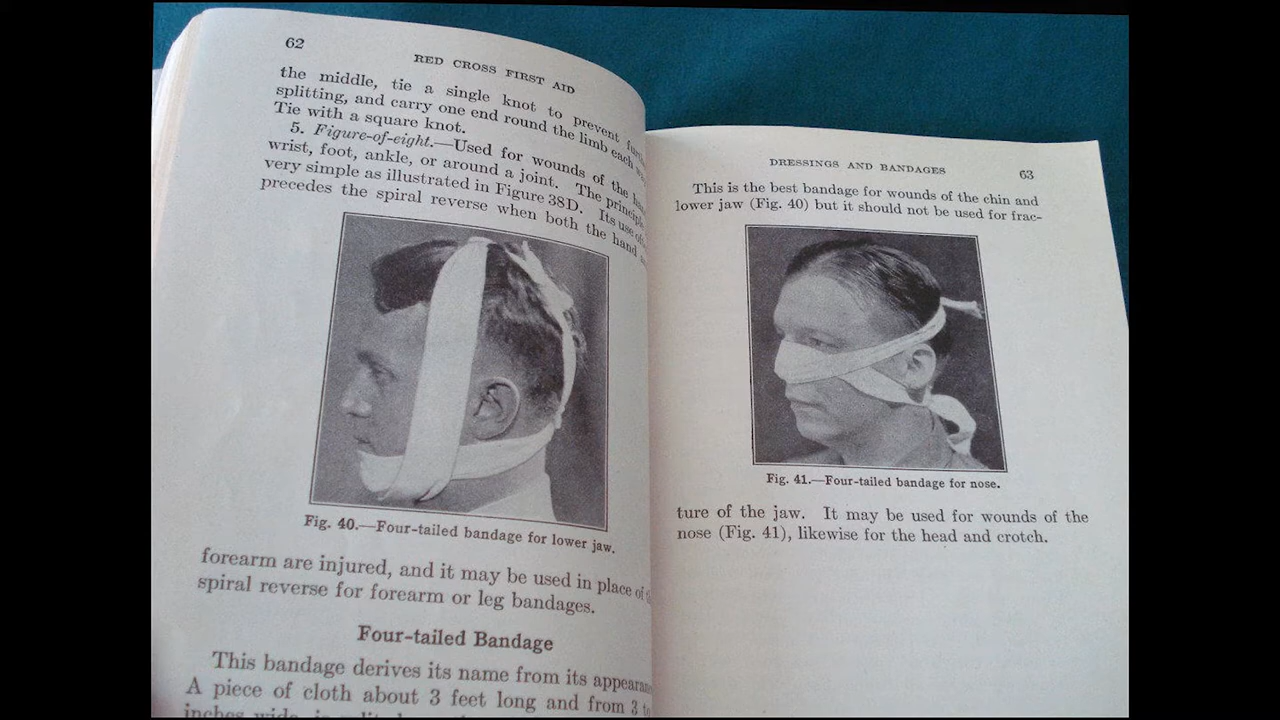 62
RED CROSS FIRST AID
the middle, tie a single knot to prevent
splitting, and carry one end round the limb each
Tie with a square knot.
5. Figure-of-eight.—Used for wounds of the
wrist, foot, ankle, or around a joint. The principle
very simple as illustrated in Figure 38D. Its use
precedes the spiral reverse when both the hand
Fig. 40.—Four-tailed bandage for lower jaw.
forearm are injured, and it may be used in place of
spiral reverse for forearm or leg bandages.
Four-tailed Bandage
This bandage derives its name from its
A piece of cloth about 3 feet long and from 3 to
inches wide, is
DRESSINGS AND BANDAGES
63
This is the best bandage for wounds of the chin and
lower jaw (Fig. 40) but it should not be used for frac-
Fig. 41.—Four-tailed bandage for nose.
ture of the jaw. It may be used for wounds of the
nose (Fig. 41), likewise for the head and crotch.